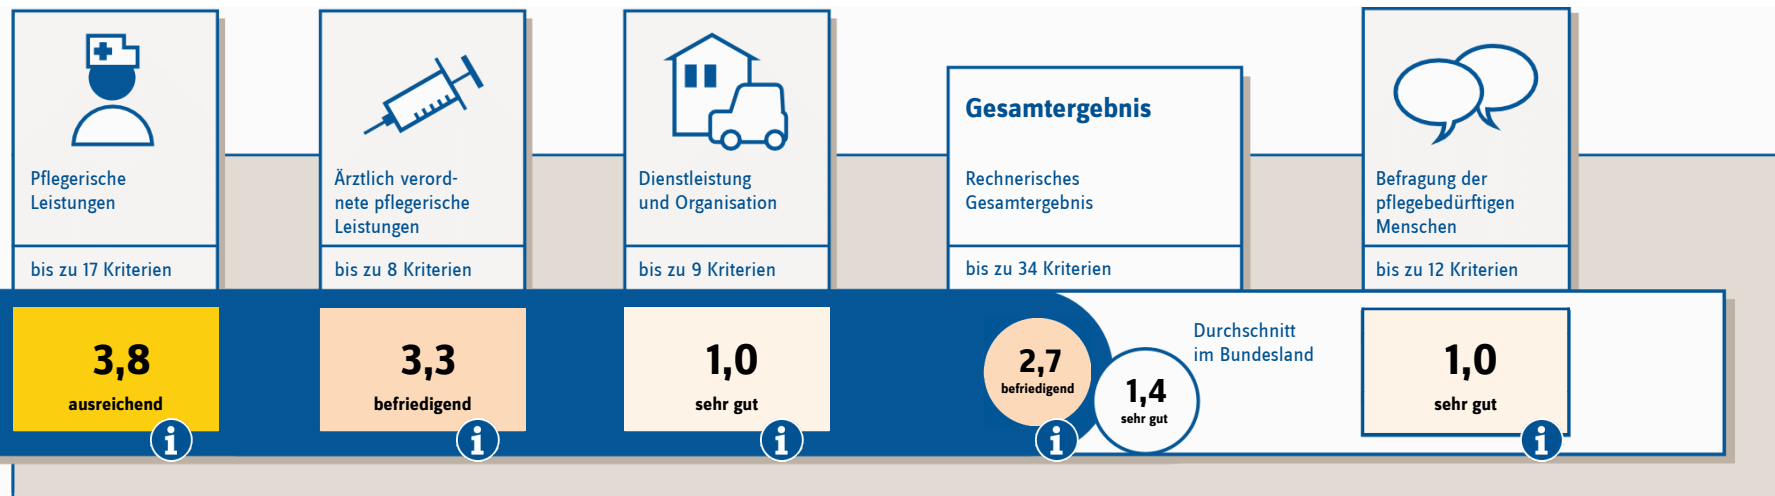 Pflegerische
Leistungen
bis zu 17 Kriterien
3,8
ausreichend
i
Ärztlich verord-
nete pflegerische
Leistungen
bis zu 8 Kriterien
3,3
befriedigend
i
Dienstleistung
und Organisation
bis zu 9 Kriterien
1,0
sehr gut
i
Gesamtergebnis
Rechnerisches
Gesamtergebnis
bis zu 34 Kriterien
2,7
befriedigend
i
Durchschnitt
im Bundesland
1,4
sehr gut
Befragung der
pflegebedürftigen
Menschen
bis zu 12 Kriterien
1,0
sehr gut
i